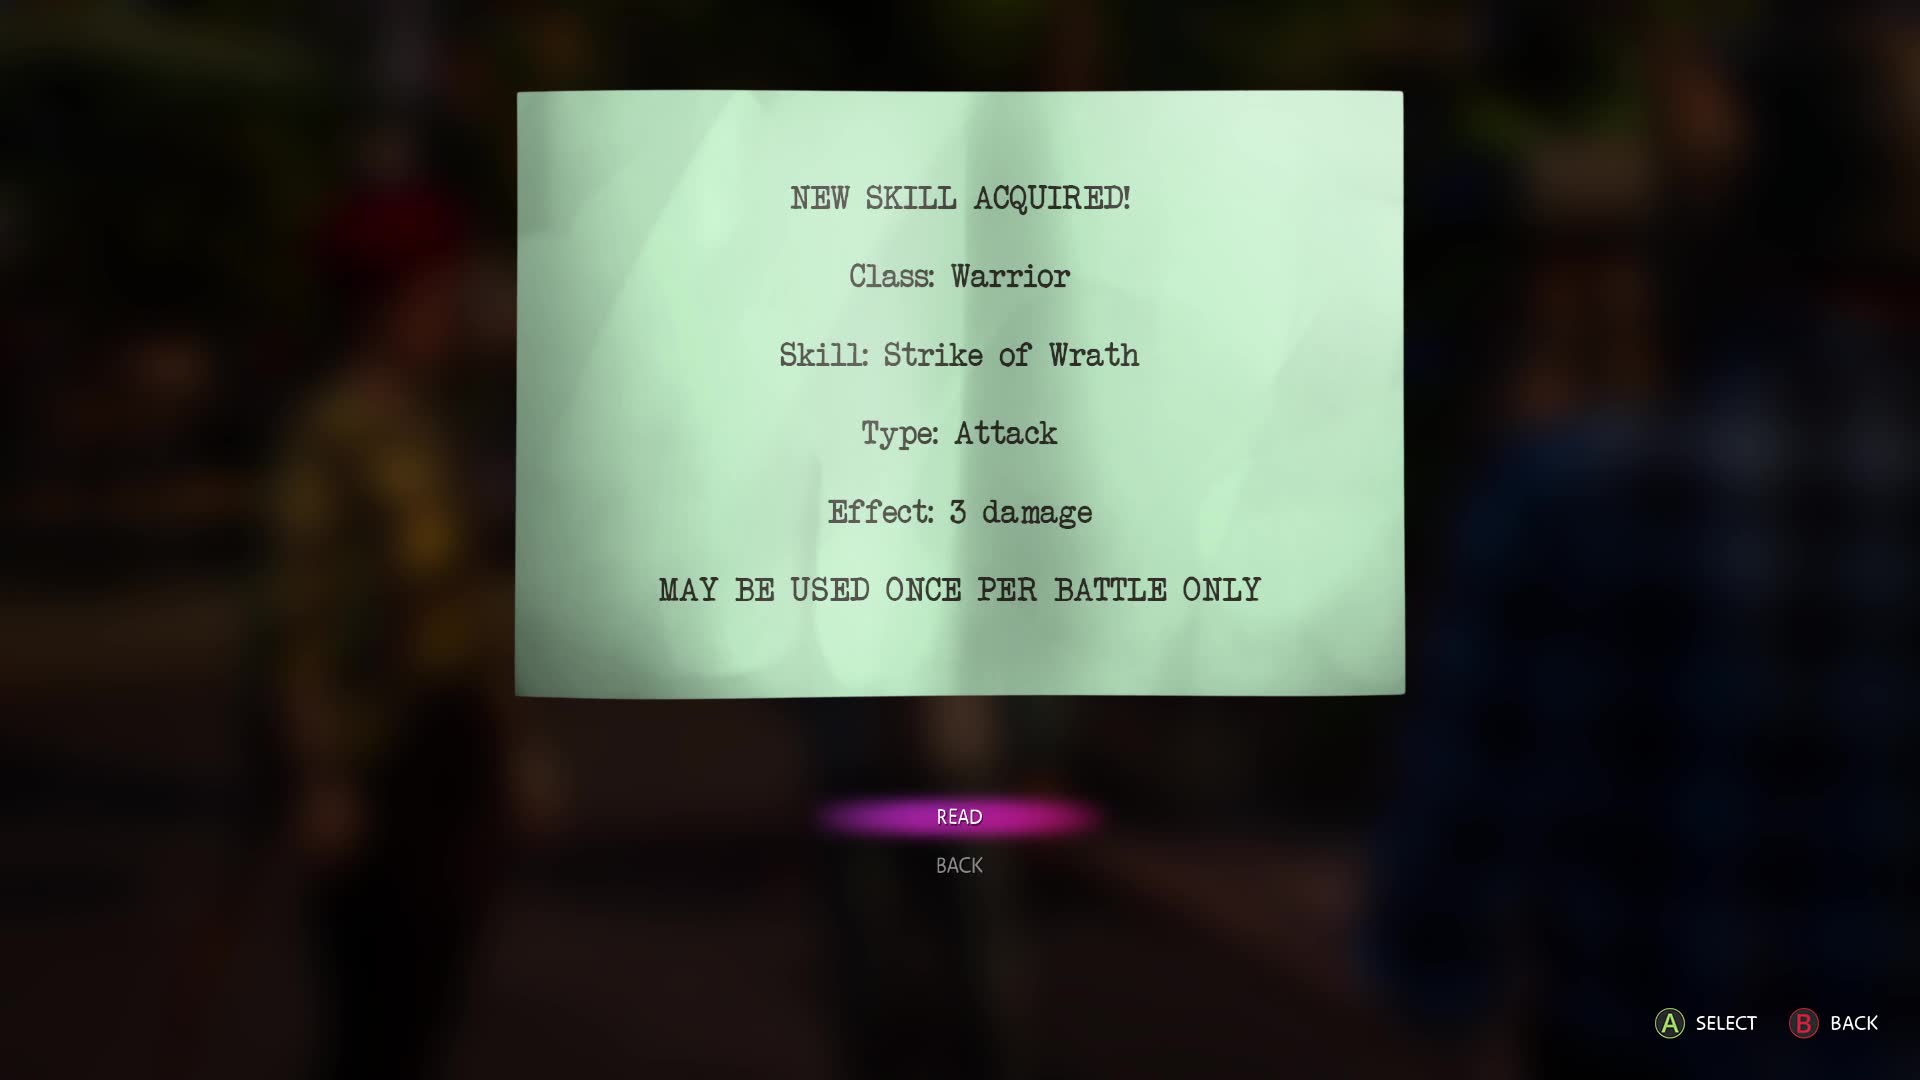 NEW SKILL ACQUIRED!
Class: Warrior
Skill: Strike of Wrath
Type: Attack
Effect: 3 damage
MAY BE USED ONCE PER BATTLE ONLY
READ
BACK
A SELECT B BACK